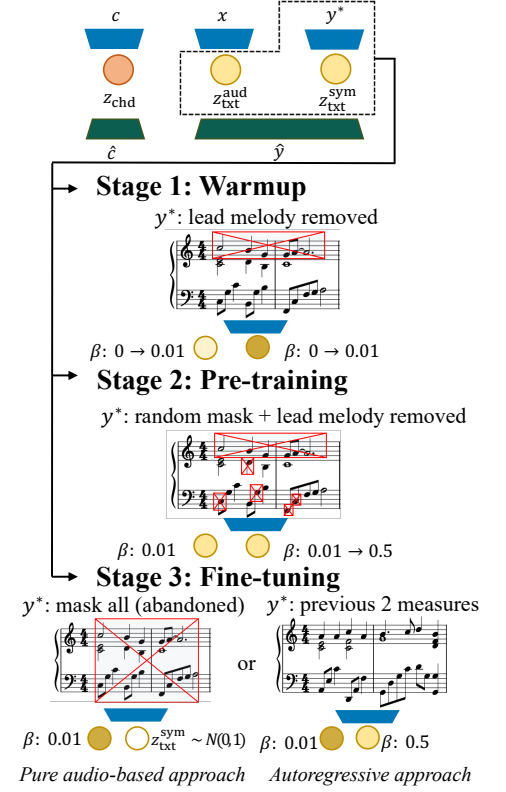 c x y*
z_chd z_txt^aud z_txt^sym
ĉ ŷ
Stage 1: Warmup
y*: lead melody removed
β: 0 → 0.01 β: 0 → 0.01
Stage 2: Pre-training
y*: random mask + lead melody removed
β: 0.01 β: 0.01 → 0.5
Stage 3: Fine-tuning
y*: mask all (abandoned) y*: previous 2 measures
or
β: 0.01 z_txt^sym ~ N(0,1) β: 0.01 β: 0.5
Pure audio-based approach Autoregressive approach